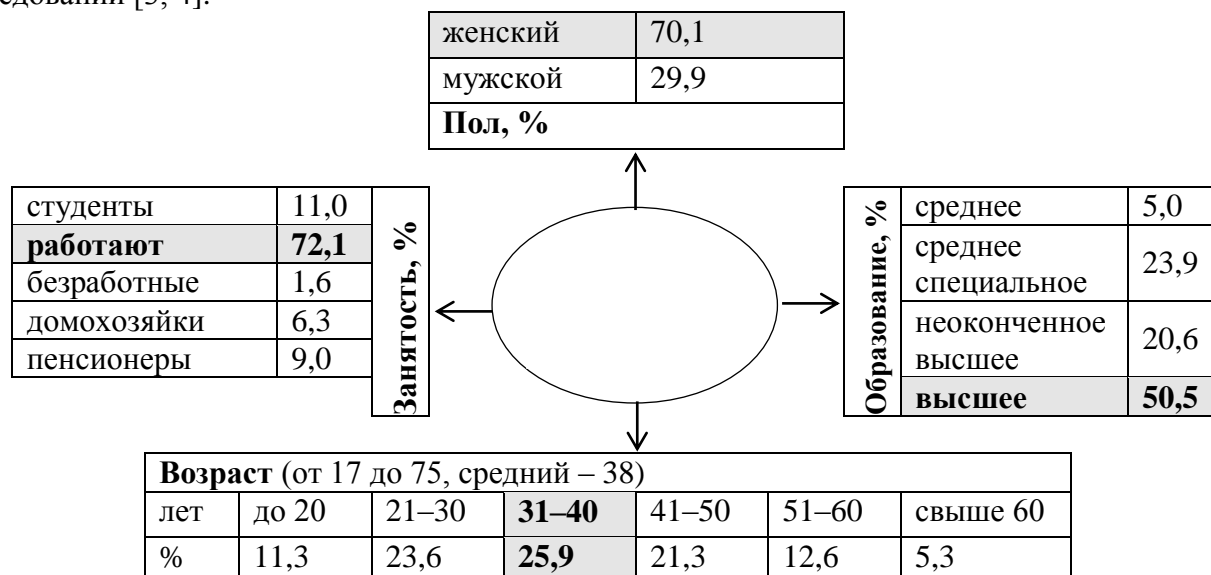 женский 70,1
мужской 29,9
Пол, %
студенты 11,0
работают 72,1
безработные 1,6
домохозяйки 6,3
пенсионеры 9,0
Занятость, %
Образование, %
среднее 5,0
среднее
специальное 23,9
неоконченное
высшее 20,6
высшее 50,5
Возраст (от 17 до 75, средний – 38)
лет до 20 21–30 31–40 41–50 51–60 свыше 60
% 11,3 23,6 25,9 21,3 12,6 5,3